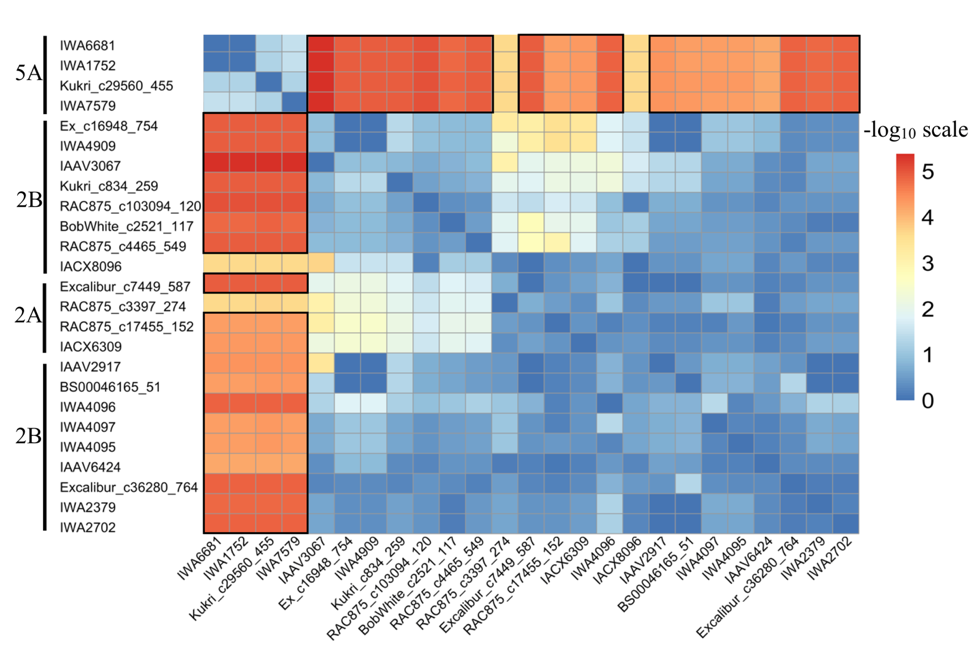 5A
2B
2A
2B
IWA6681
IWA1752
Kukri_c29560_455
IWA7579
Ex_c16948_754
IWA4909
IAAV3067
Kukri_c834_259
RAC875_c103094_120
BobWhite_c2521_117
RAC875_c4465_549
IACX8096
Excalibur_c7449_587
RAC875_c3397_274
RAC875_c17455_152
IACX6309
IAAV2917
BS00046165_51
IWA4096
IWA4097
IWA4095
IAAV6424
Excalibur_c36280_764
IWA2379
IWA2702
-log₁₀ scale
5
4
3
2
1
0
IWA6681
IWA1752
Kukri_c29560_455
IWA7579
IAAV3067
Ex_c16948_754
IWA4909
Kukri_c834_259
RAC875_c103094_120
BobWhite_c2521_117
RAC875_c4465_549
RAC875_c3397_274
Excalibur_c7449_587
RAC875_c17455_152
IACX6309
IWA4096
IACX8096
IAAV2917
BS00046165_51
IWA4097
IWA4095
IAAV6424
Excalibur_c36280_764
IWA2379
IWA2702